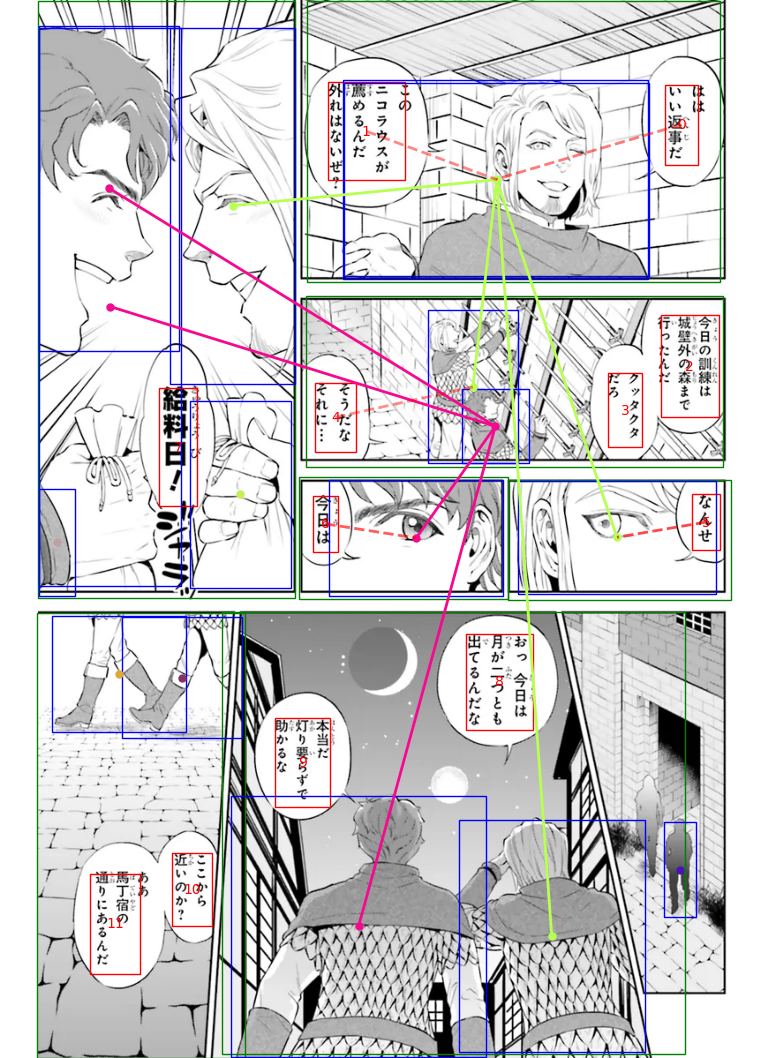 はは
いい返事だ
この
ニコラウスが
薦めるんだ
外れはないぜ？
今日の訓練は
城壁外の森まで
行ったんだ
クッタクタ
だろ
そうだな
それに…
なんせ
今日は
給料日！
ジャラッ
おっ 今日は
月が二つとも
出てるんだな
本当だ
灯り要らずで
助かるな
ここから
近いのか？
ああ
馬丁宿の
通りにあるんだ